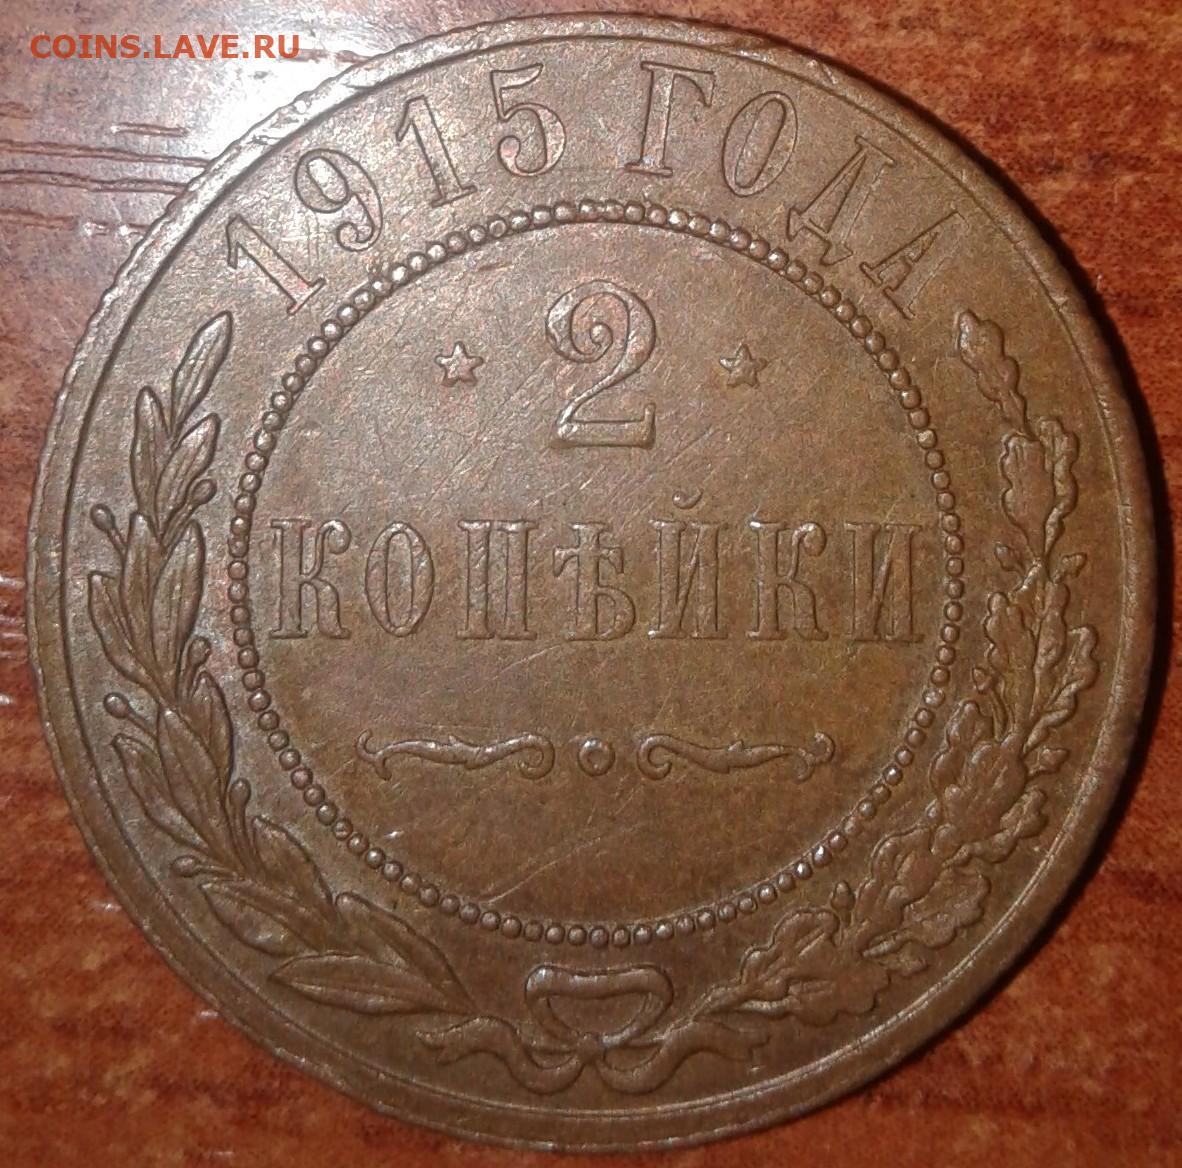 COINS.LAVE.RU
1915 ГОДА
2
КОПѢЙКИ